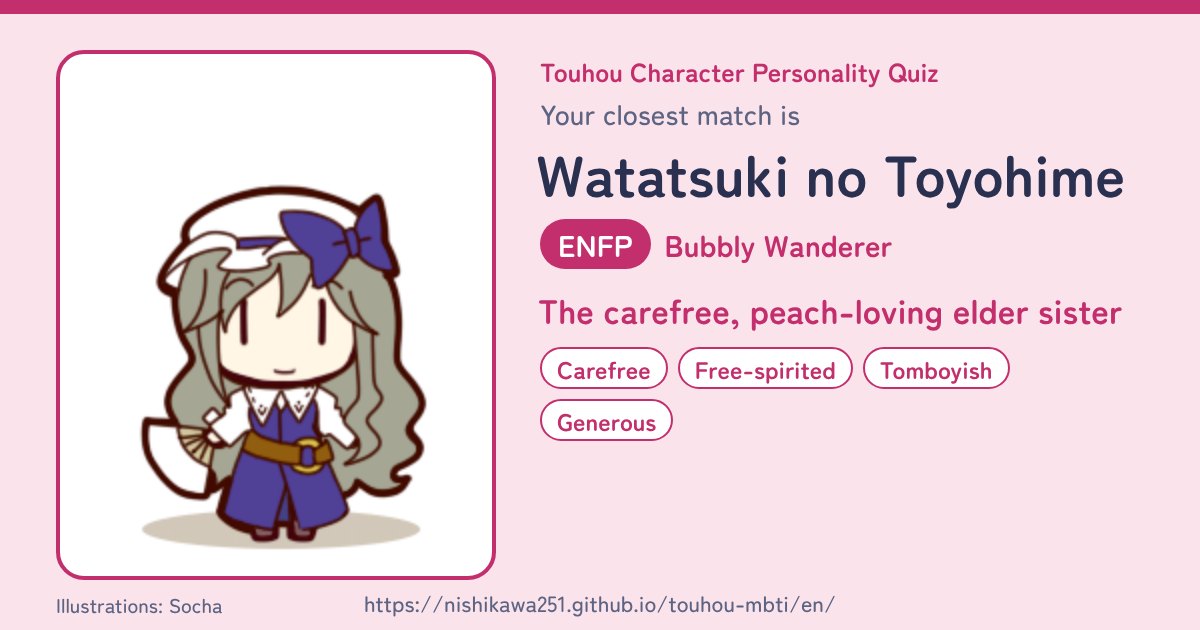 Touhou Character Personality Quiz
Your closest match is
Watatsuki no Toyohime
ENFP Bubbly Wanderer
The carefree, peach-loving elder sister
Carefree Free-spirited Tomboyish
Generous
Illustrations: Socha https://nishikawa251.github.io/touhou-mbti/en/